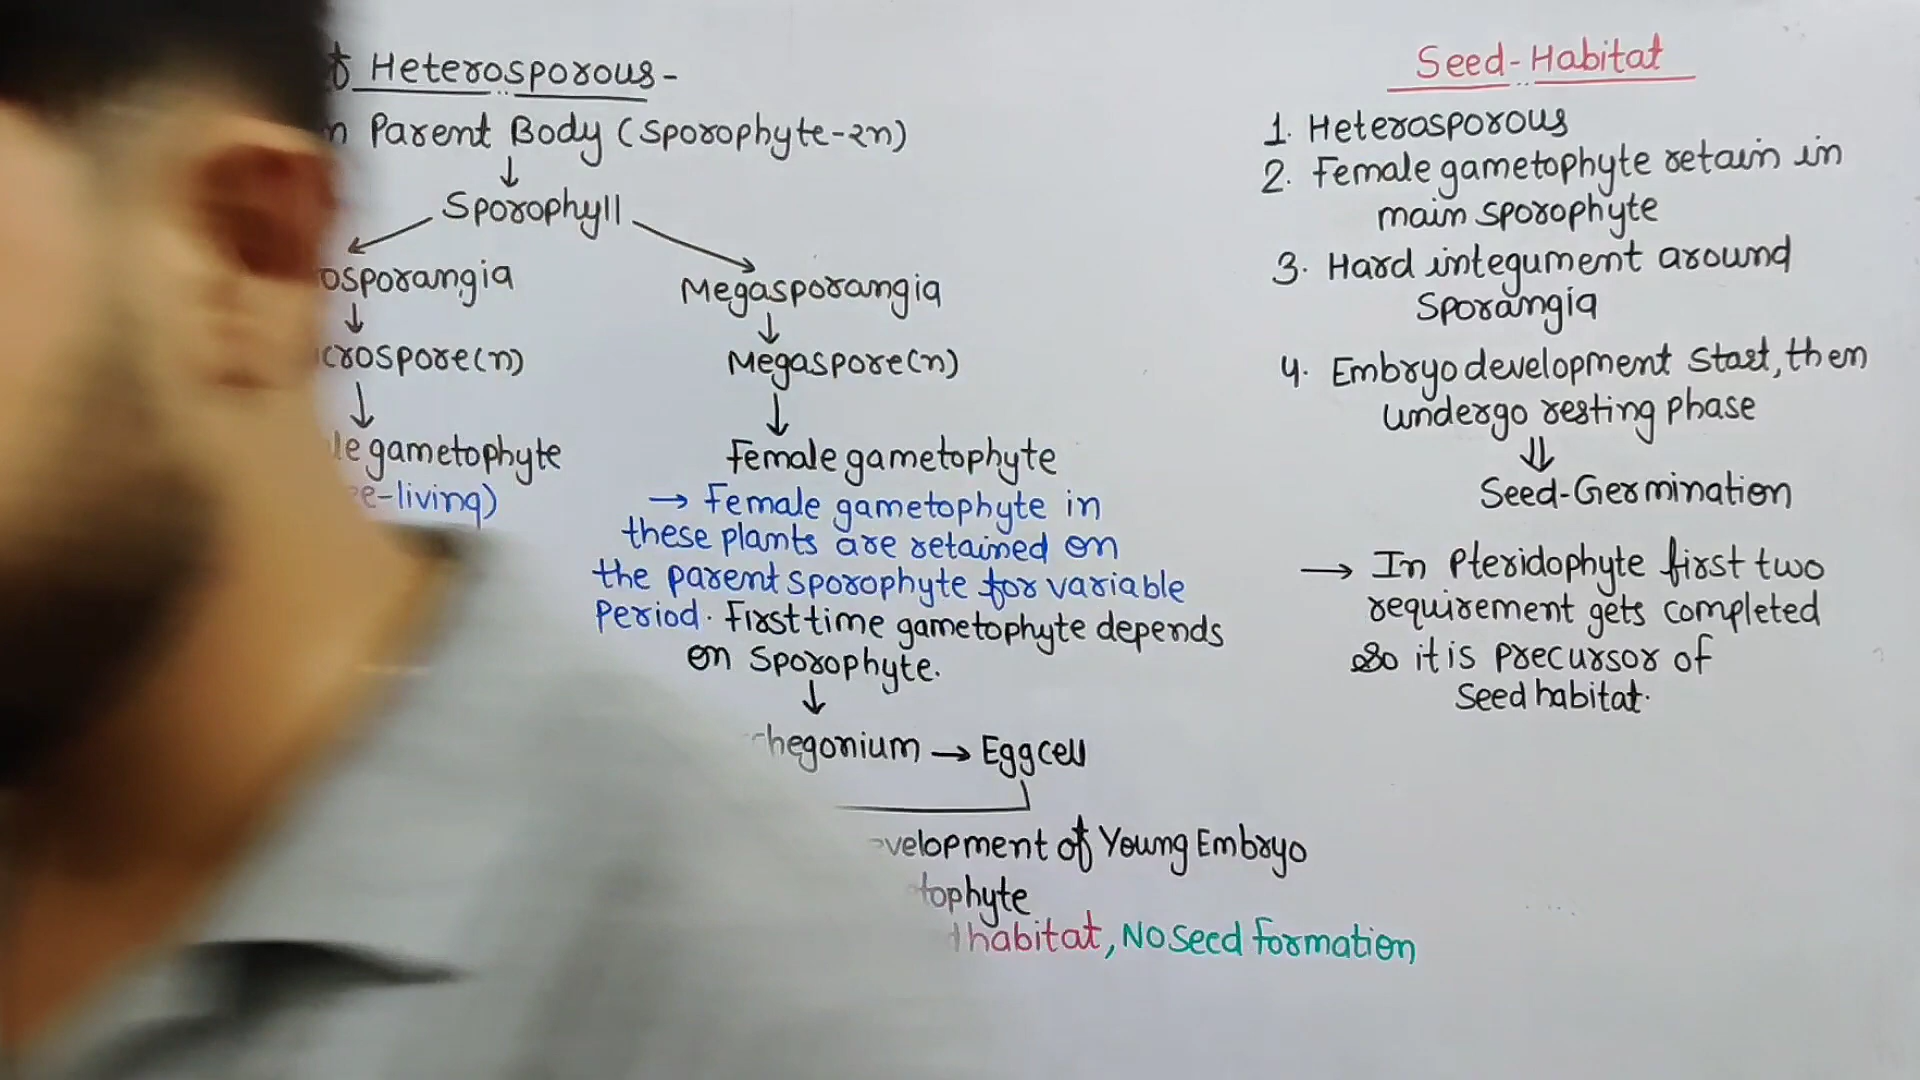 Heterosporous-
Parent Body (Sporophyte-2n)
↓
Sporophyll
osporangia
Megasporangia
↓
↓
crospore(n)
Megaspore(n)
↓
↓
le gametophyte
Female gametophyte
e-living)
→ Female gametophyte in
these plants are retained on
the parent sporophyte for variable
Period. First time gametophyte depends
on Sporophyte.
↓
hegonium → Egg cell
velopment of Young Embryo
tophyte
habitat, No Seed formation
Seed-Habitat
1. Heterosporous
2. Female gametophyte retain in
main sporophyte
3. Hard integument around
Sporangia
4. Embryo development Start, then
undergo resting phase
⇓
Seed-Germination
→ In Pteridophyte first two
requirement gets completed
So it is precursor of
Seed habitat.